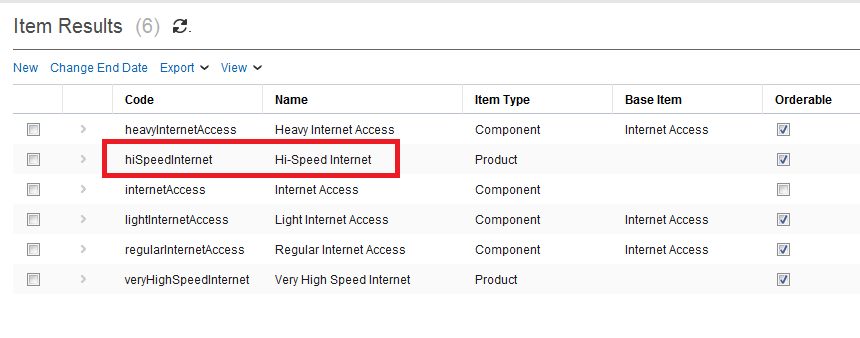 Item Results (6)
New Change End Date Export View
Code Name Item Type Base Item Orderable
heavyInternetAccess Heavy Internet Access Component Internet Access
hiSpeedInternet Hi-Speed Internet Product
internetAccess Internet Access Component
lightInternetAccess Light Internet Access Component Internet Access
regularInternetAccess Regular Internet Access Component Internet Access
veryHighSpeedInternet Very High Speed Internet Product